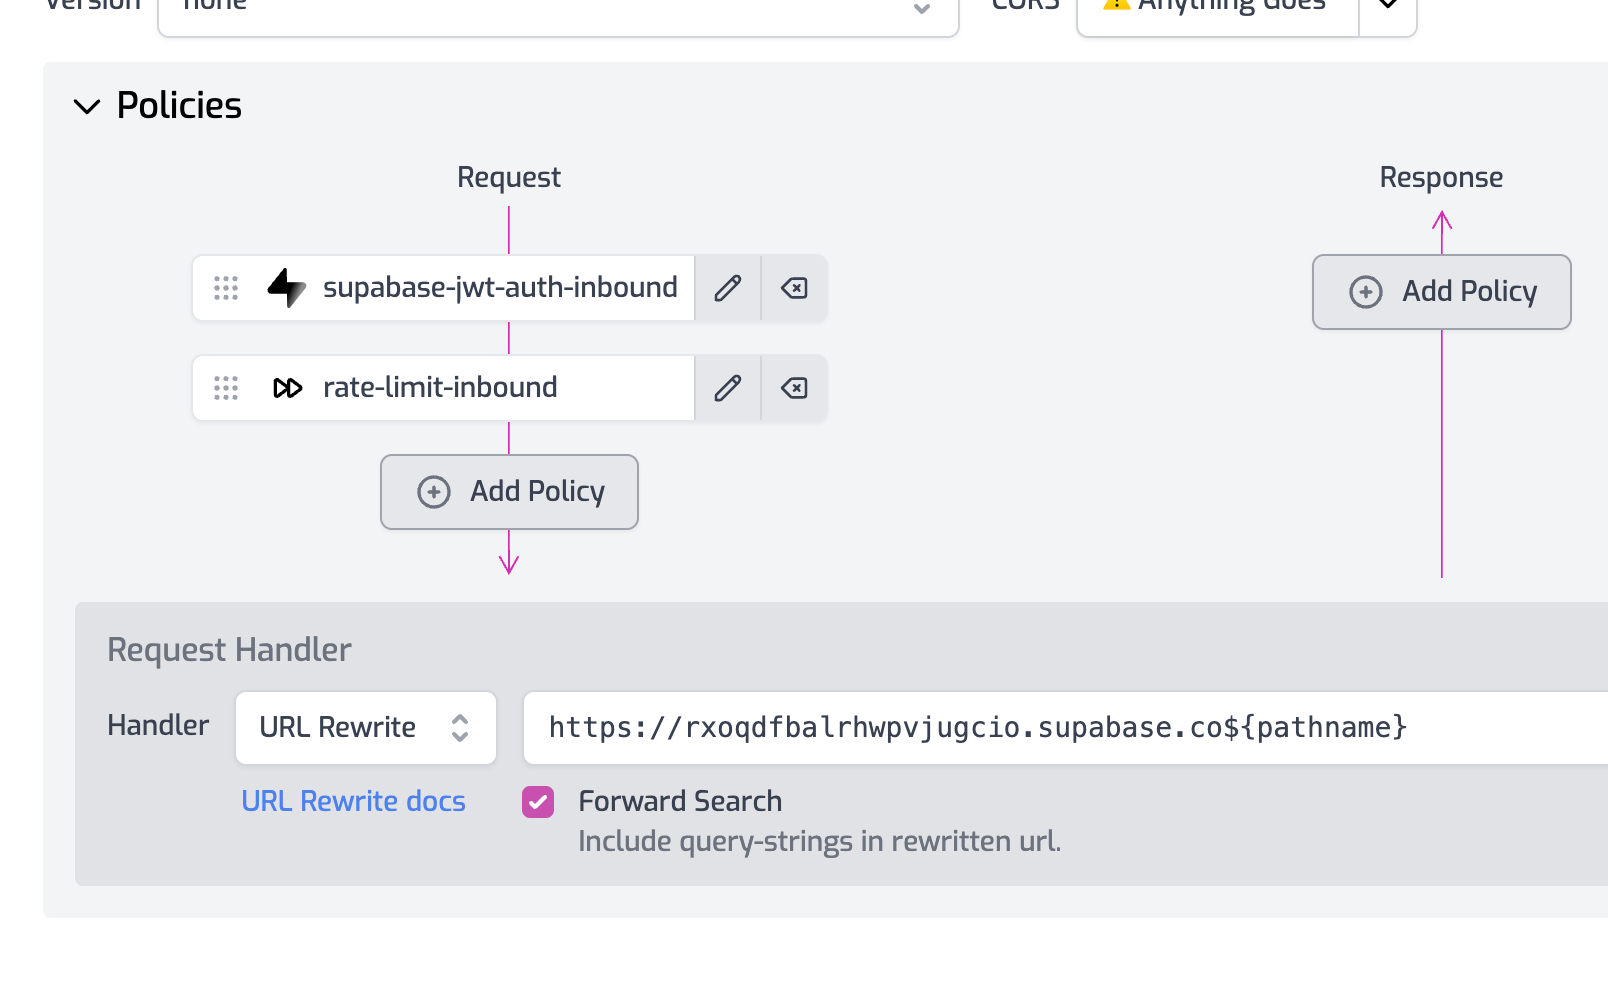 Version none CORS Anything Goes
Policies
Request Response
supabase-jwt-auth-inbound
Add Policy
rate-limit-inbound
Add Policy
Request Handler
Handler URL Rewrite https://rxoqdfbalrhwpvjugcio.supabase.co${pathname}
URL Rewrite docs Forward Search
Include query-strings in rewritten url.